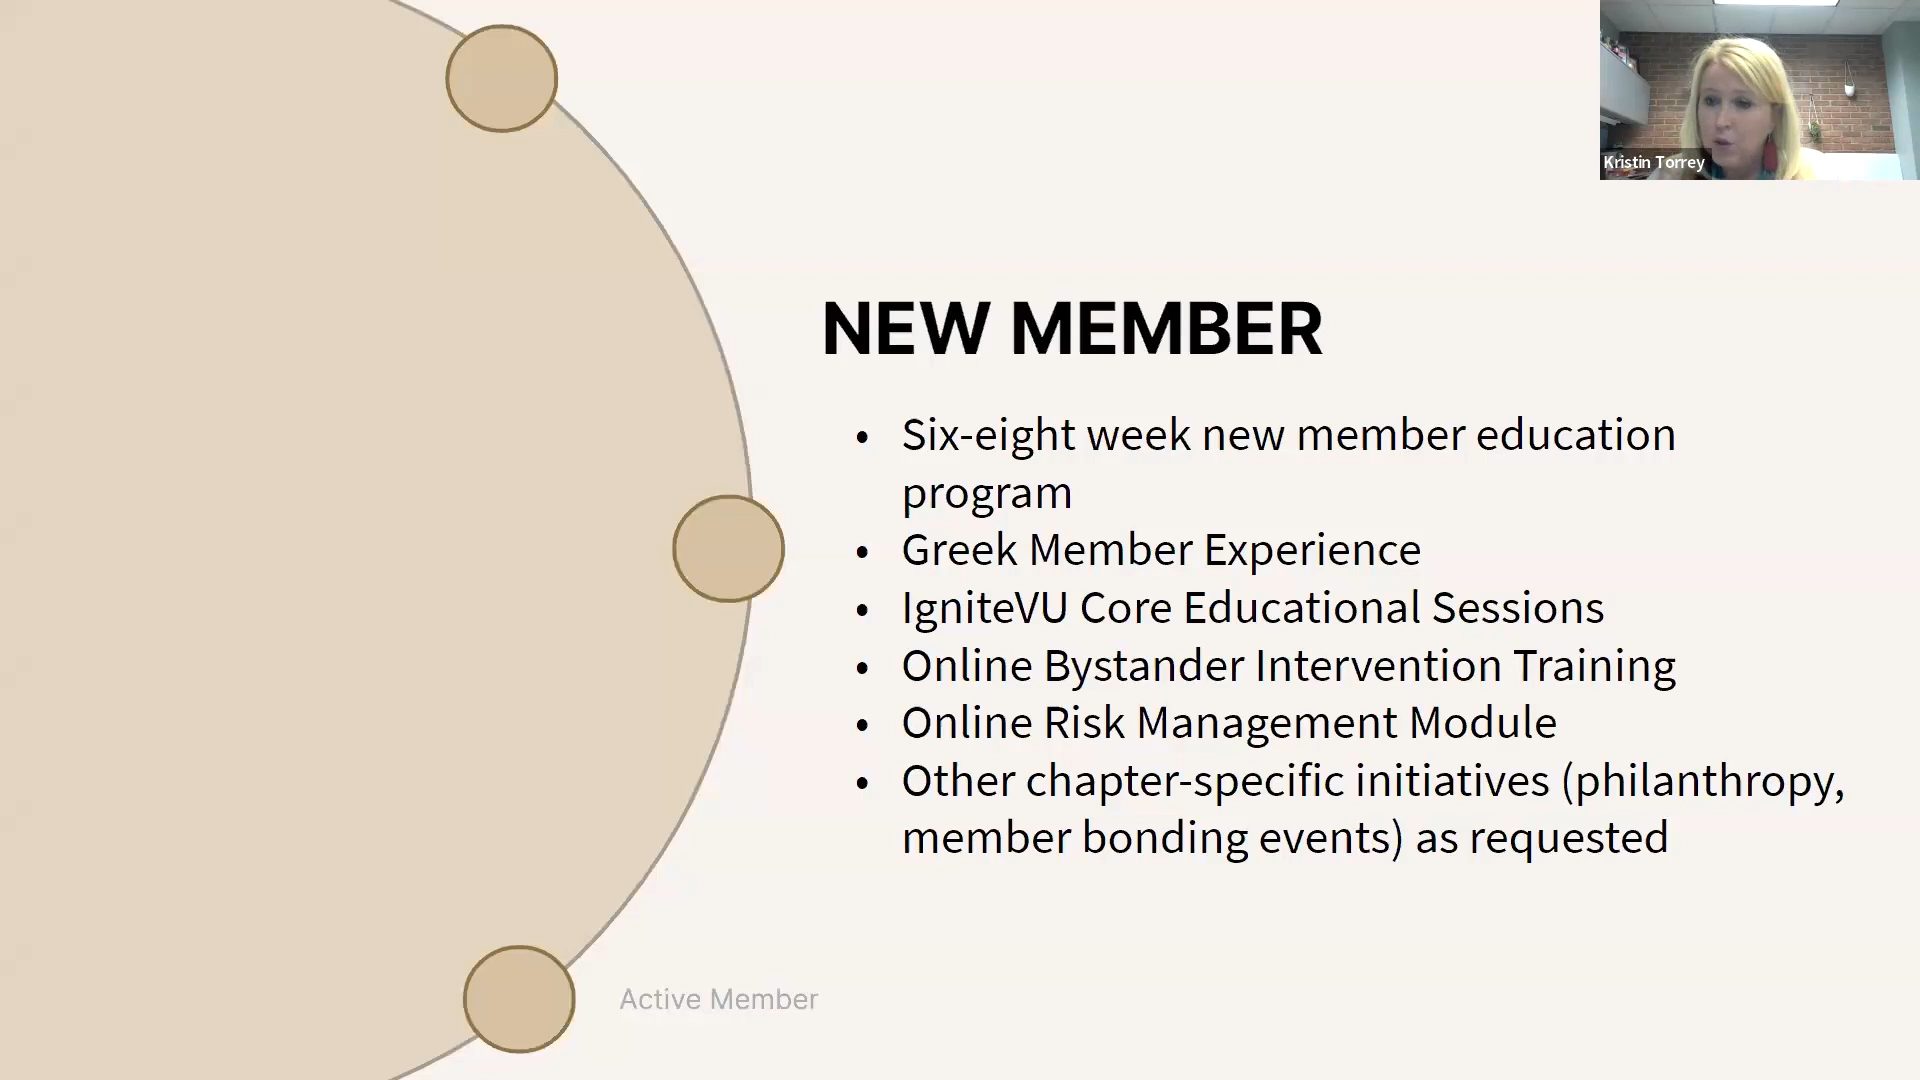 Kristin Torrey
NEW MEMBER
• Six-eight week new member education
program
• Greek Member Experience
• IgniteVU Core Educational Sessions
• Online Bystander Intervention Training
• Online Risk Management Module
• Other chapter-specific initiatives (philanthropy,
member bonding events) as requested
Active Member